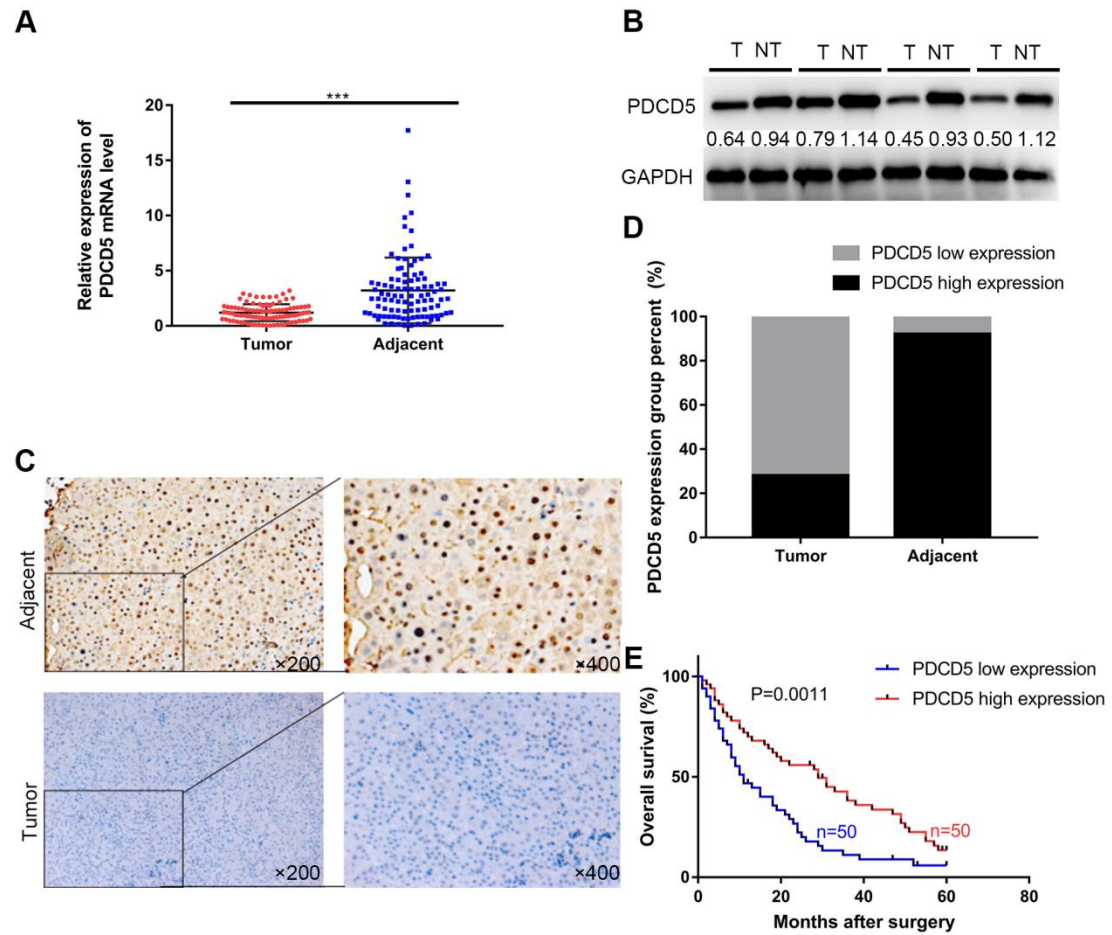 A
***
Relative expression of
PDCD5 mRNA level
20
15
10
5
0
Tumor
Adjacent
B
T NT T NT T NT T NT
PDCD5
0.64 0.94 0.79 1.14 0.45 0.93 0.50 1.12
GAPDH
C
Adjacent
×200
×400
Tumor
×200
×400
D
PDCD5 low expression
PDCD5 high expression
PDCD5 expression group percent (%)
100
80
60
40
20
0
Tumor
Adjacent
E
PDCD5 low expression
PDCD5 high expression
P=0.0011
Overall surival (%)
100
50
0
n=50
n=50
0 20 40 60 80
Months after surgery